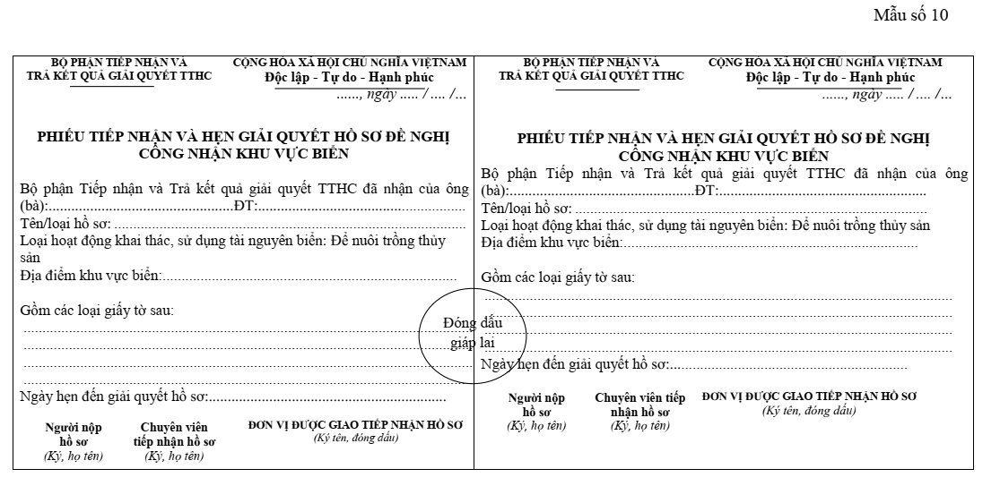 Mẫu số 10
BỘ PHẬN TIẾP NHẬN VÀ
TRẢ KẾT QUẢ GIẢI QUYẾT TTHC
CỘNG HÒA XÃ HỘI CHỦ NGHĨA VIỆTNAM
Độc lập - Tự do - Hạnh phúc
......, ngày ..... / .... /...
PHIẾU TIẾP NHẬN VÀ HẸN GIẢI QUYẾT HỒ SƠ ĐỀ NGHỊ
CÔNG NHẬN KHU VỰC BIỂN
Bộ phận Tiếp nhận và Trả kết quả giải quyết TTHC đã nhận của ông
(bà):............................................ĐT:......................................................
Tên/loại hồ sơ: ....................................................................................
Loại hoạt động khai thác, sử dụng tài nguyên biển: Để nuôi trồng thủy
sản
Địa điểm khu vực biển:......................................................................
Gồm các loại giấy tờ sau:
..........................................................................................................
..........................................................................................................
..........................................................................................................
..........................................................................................................
Ngày hẹn đến giải quyết hồ sơ:...................................................
Người nộp
hồ sơ
(Ký, họ tên)
Chuyên viên
tiếp nhận hồ sơ
(Ký, họ tên)
ĐƠN VỊ ĐƯỢC GIAO TIẾP NHẬN HỒ SƠ
(Ký tên, đóng dấu)
Đóng dấu
giáp lai
BỘ PHẬN TIẾP NHẬN VÀ
TRẢ KẾT QUẢ GIẢI QUYẾT TTHC
CỘNG HÒA XÃ HỘI CHỦ NGHĨA VIỆTNAM
Độc lập - Tự do - Hạnh phúc
......, ngày ..... / .... /...
PHIẾU TIẾP NHẬN VÀ HẸN GIẢI QUYẾT HỒ SƠ ĐỀ NGHỊ
CÔNG NHẬN KHU VỰC BIỂN
Bộ phận Tiếp nhận và Trả kết quả giải quyết TTHC đã nhận của ông
(bà):............................................ĐT:.................................................
Tên/loại hồ sơ: ....................................................................................
Loại hoạt động khai thác, sử dụng tài nguyên biển: Để nuôi trồng thủy sản
Địa điểm khu vực biển:......................................................................
Gồm các loại giấy tờ sau:
..........................................................................................................
..........................................................................................................
..........................................................................................................
..........................................................................................................
Ngày hẹn đến giải quyết hồ sơ:.........................................................
Người nộp
hồ sơ
(Ký, họ tên)
Chuyên viên tiếp
nhận hồ sơ
(Ký, họ tên)
ĐƠN VỊ ĐƯỢC GIAO TIẾP NHẬN HỒ SƠ
(Ký tên, đóng dấu)